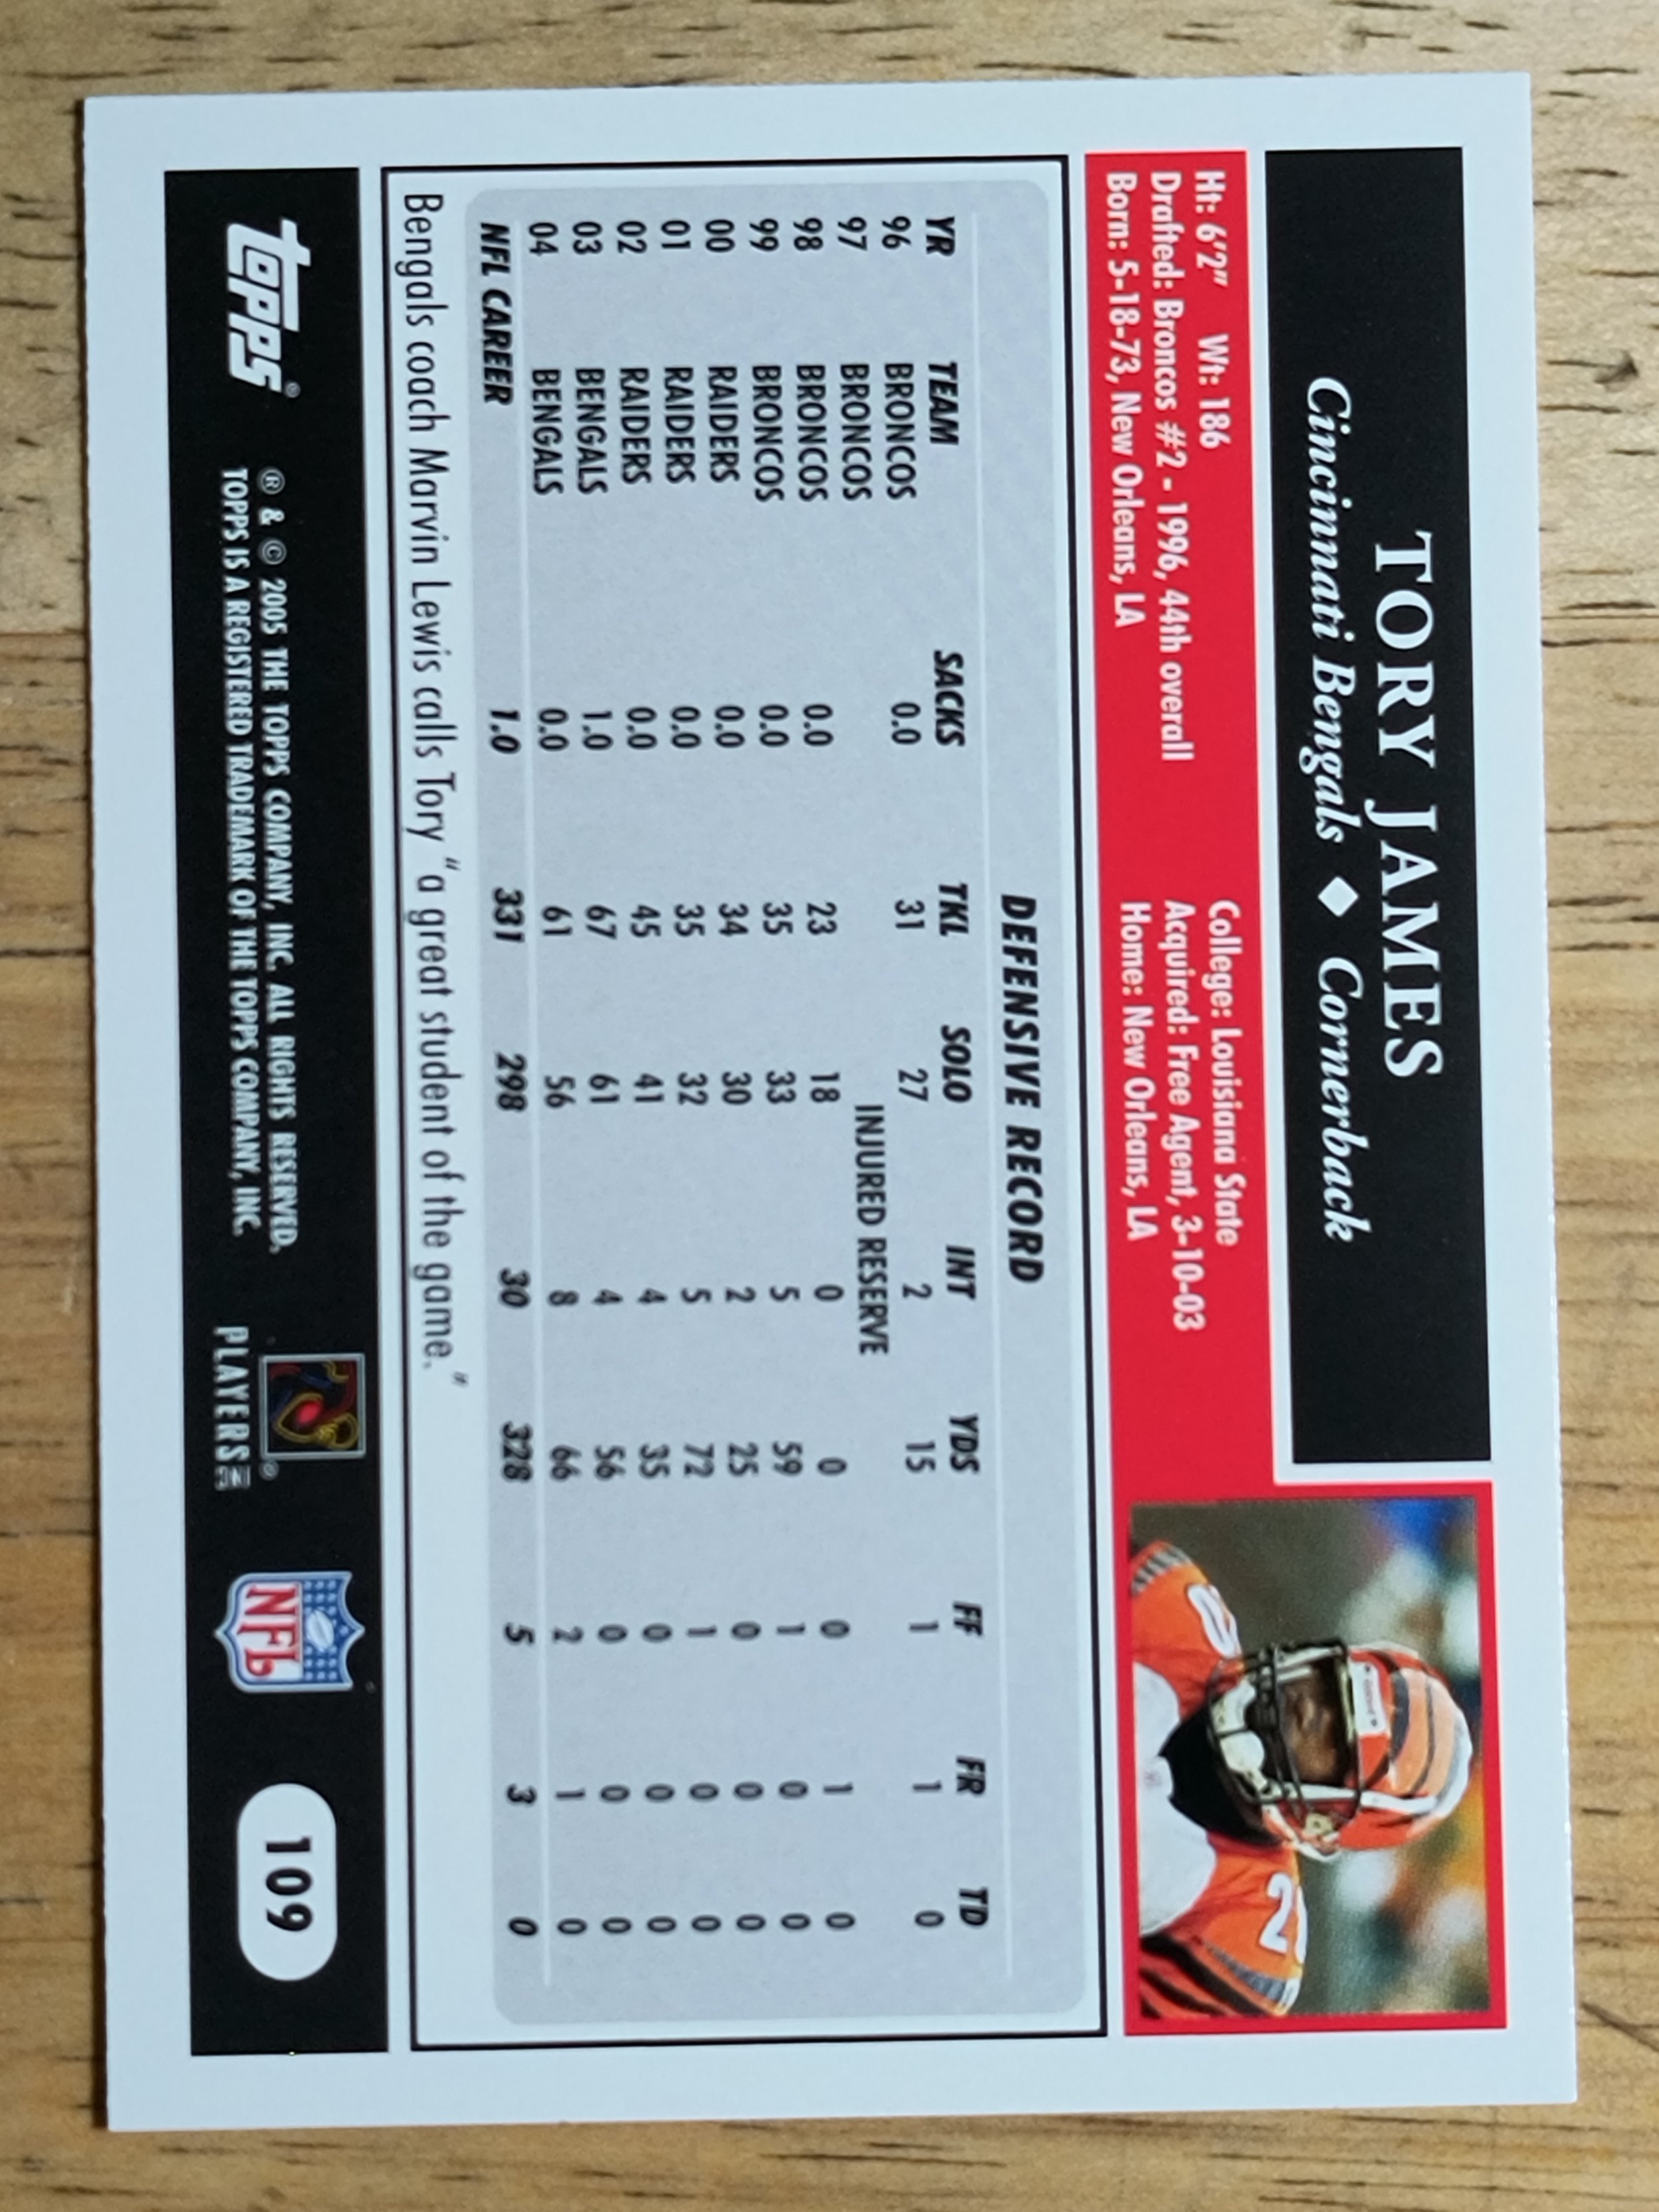 TORY JAMES
Cincinnati Bengals ◆ Cornerback
Ht: 6'2" Wt: 186 College: Louisiana State
Drafted: Broncos #2 - 1996, 44th overall Acquired: Free Agent, 3-10-03
Born: 5-18-73, New Orleans, LA Home: New Orleans, LA
DEFENSIVE RECORD
YR TEAM SACKS TKL SOLO INT YDS FF FR TD
96 BRONCOS 0.0 31 27 2 15 1 1 0
97 BRONCOS INJURED RESERVE
98 BRONCOS 0.0 23 18 0 0 0 1 0
99 BRONCOS 0.0 35 33 5 59 1 0 0
00 RAIDERS 0.0 34 30 2 25 0 0 0
01 RAIDERS 0.0 35 32 5 72 1 0 0
02 RAIDERS 0.0 45 41 4 35 0 0 0
03 BENGALS 1.0 67 61 4 56 0 0 0
04 BENGALS 0.0 61 56 8 66 2 1 0
NFL CAREER 1.0 331 298 30 328 5 3 0
Bengals coach Marvin Lewis calls Tory "a great student of the game."
topps®
® & © 2005 THE TOPPS COMPANY, INC. ALL RIGHTS RESERVED.
TOPPS IS A REGISTERED TRADEMARK OF THE TOPPS COMPANY, INC.
PLAYERS INC
NFL
109
2